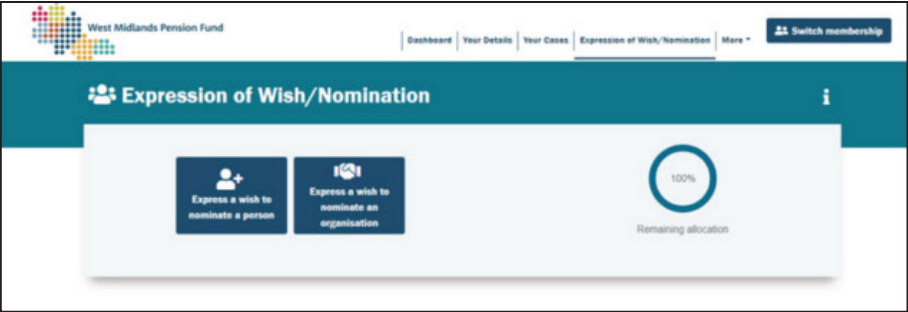 West Midlands Pension Fund
Dashboard Your Details Your Cases Expression of Wish/Nomination More Switch membership
Expression of Wish/Nomination
Express a wish to
nominate a person
Express a wish to
nominate an
organisation
100%
Remaining allocation